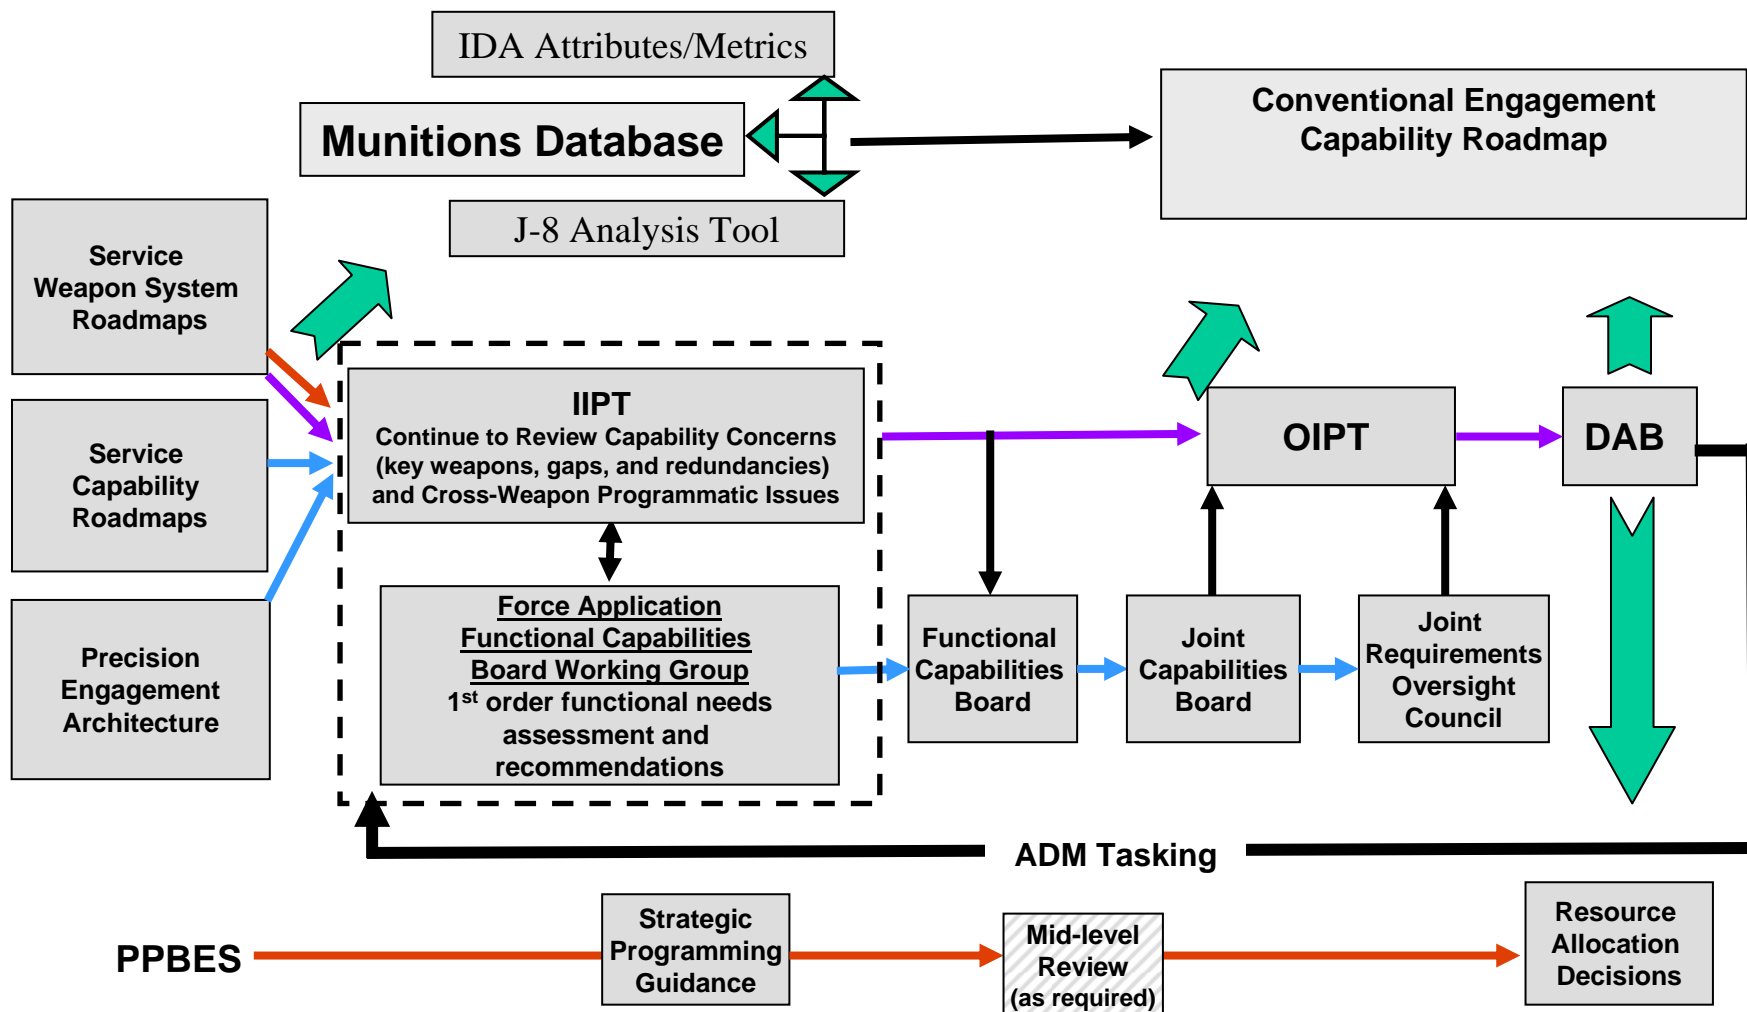 IDA Attributes/Metrics
Munitions Database
J-8 Analysis Tool
Conventional Engagement
Capability Roadmap
Service
Weapon System
Roadmaps
Service
Capability
Roadmaps
Precision
Engagement
Architecture
IIPT
Continue to Review Capability Concerns
(key weapons, gaps, and redundancies)
and Cross-Weapon Programmatic Issues
Force Application
Functional Capabilities
Board Working Group
1st order functional needs
assessment and
recommendations
OIPT
DAB
Functional
Capabilities
Board
Joint
Capabilities
Board
Joint
Requirements
Oversight
Council
ADM Tasking
PPBES
Strategic
Programming
Guidance
Mid-level
Review
(as required)
Resource
Allocation
Decisions